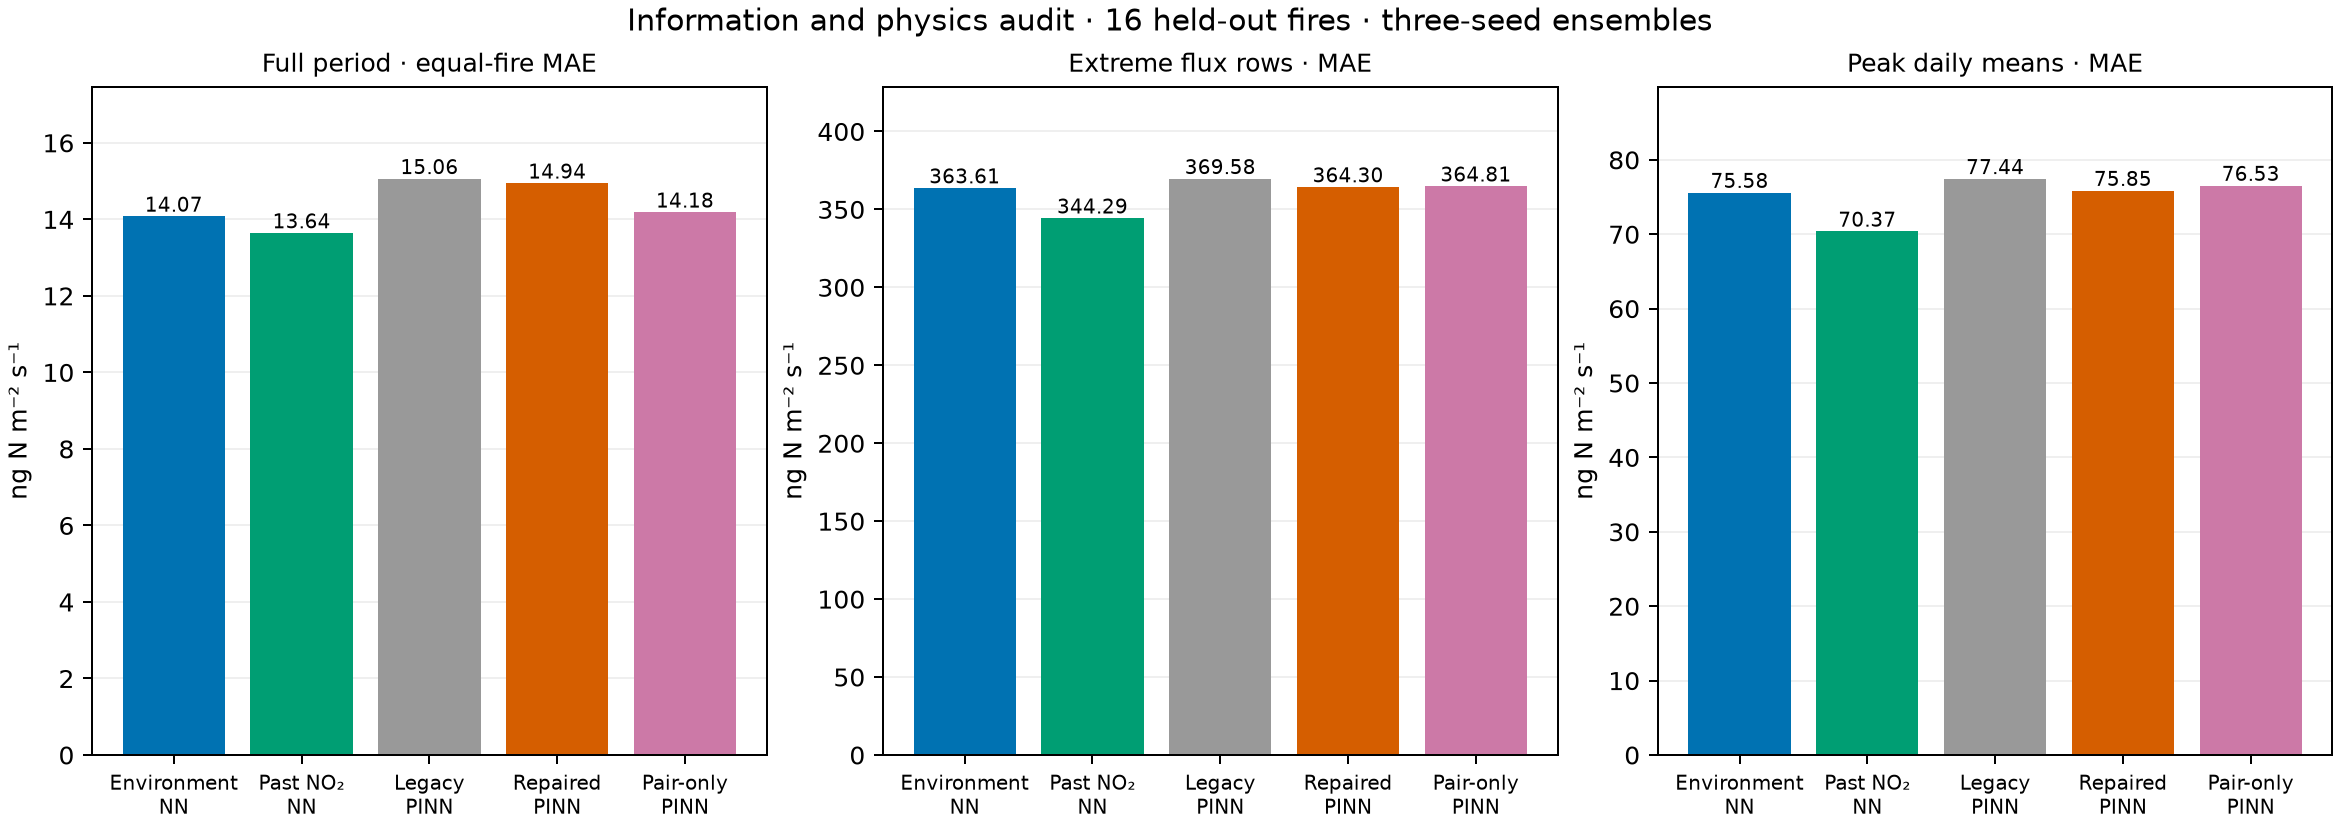 Information and physics audit · 16 held-out fires · three-seed ensembles
Full period · equal-fire MAE
ng N m⁻² s⁻¹
16
14
12
10
8
6
4
2
0
14.07
13.64
15.06
14.94
14.18
Environment
NN
Past NO₂
NN
Legacy
PINN
Repaired
PINN
Pair-only
PINN
Extreme flux rows · MAE
ng N m⁻² s⁻¹
400
350
300
250
200
150
100
50
0
363.61
344.29
369.58
364.30
364.81
Environment
NN
Past NO₂
NN
Legacy
PINN
Repaired
PINN
Pair-only
PINN
Peak daily means · MAE
ng N m⁻² s⁻¹
80
70
60
50
40
30
20
10
0
75.58
70.37
77.44
75.85
76.53
Environment
NN
Past NO₂
NN
Legacy
PINN
Repaired
PINN
Pair-only
PINN